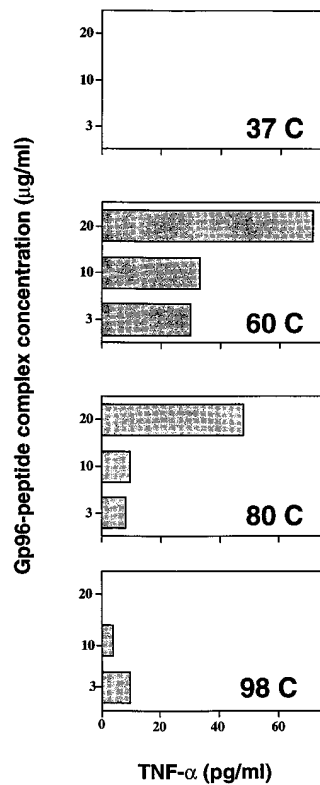 Gp96-peptide complex concentration (μg/ml)
20
10
3
37 C
20
10
3
60 C
20
10
3
80 C
20
10
3
98 C
0 20 40 60
TNF-α (pg/ml)